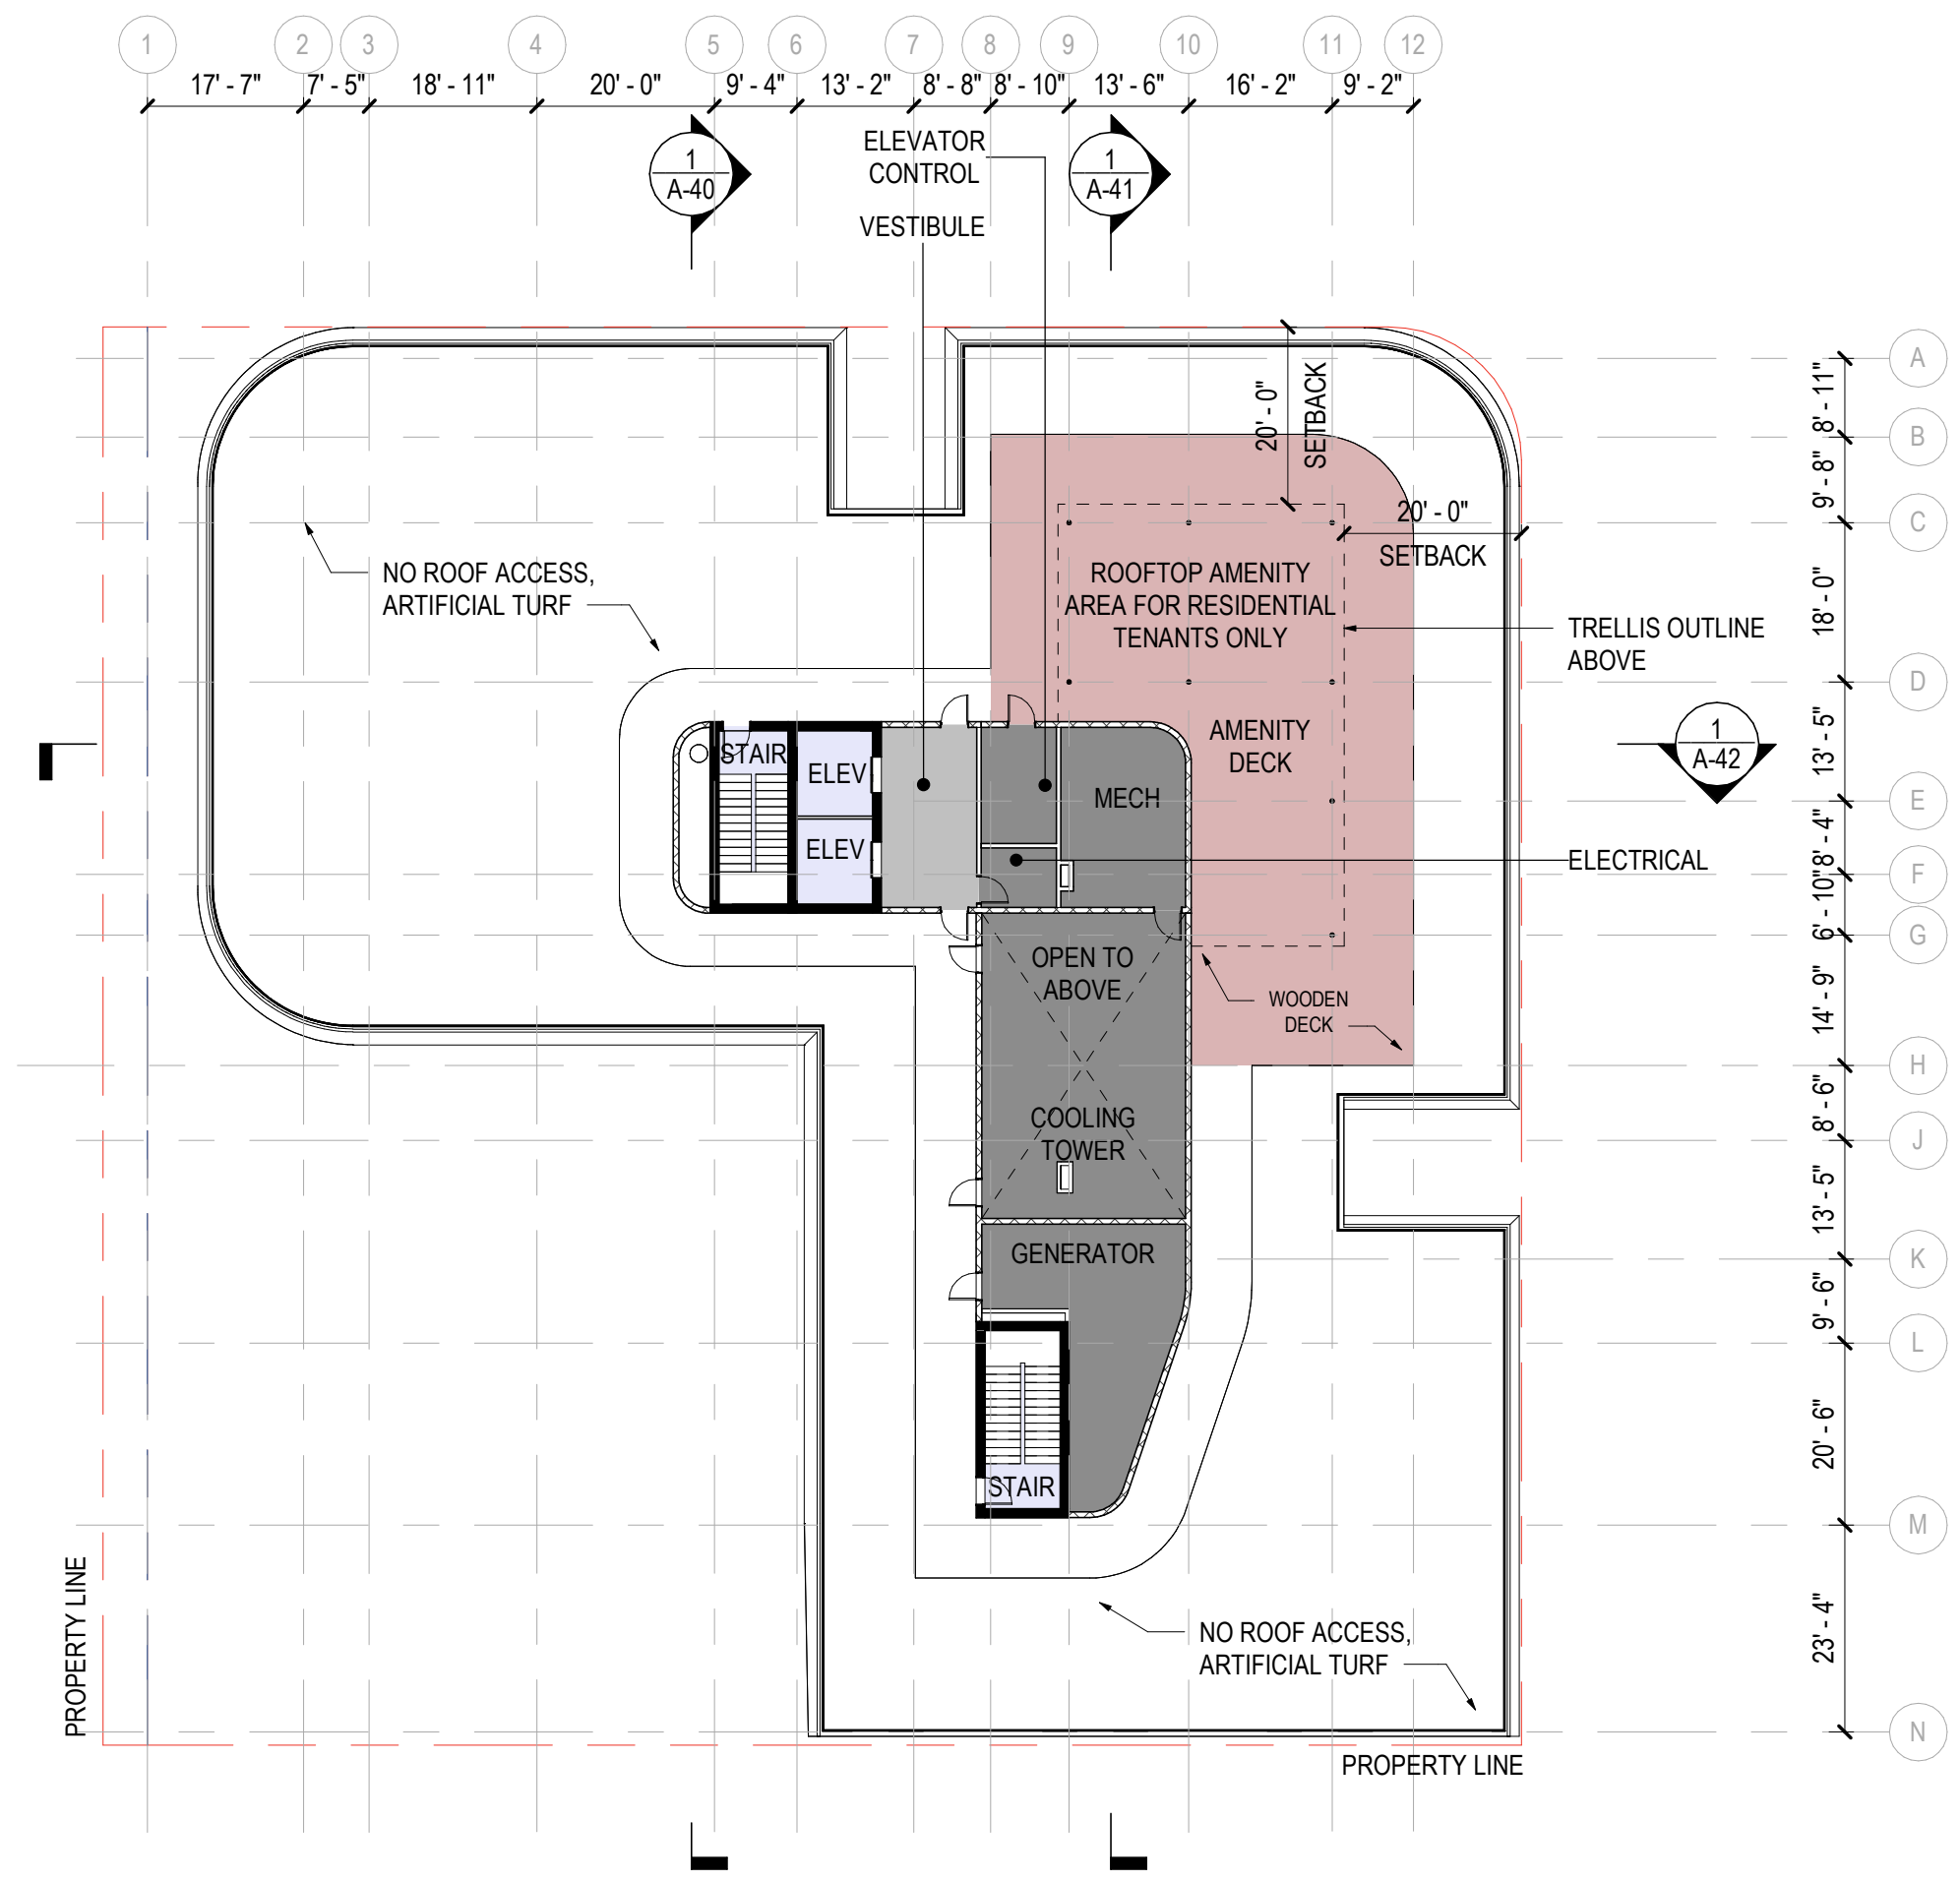 1 2 3 4 5 6 7 8 9 10 11 12
17' - 7" 7' - 5" 18' - 11" 20' - 0" 9' - 4" 13' - 2" 8' - 8" 8' - 10" 13' - 6" 16' - 2" 9' - 2"
ELEVATOR
CONTROL
VESTIBULE
1
A-40
1
A-41
A
8' - 11"
B
9' - 8"
C
18' - 0"
D
13' - 5"
E
8' - 4"
F
6' - 10"
G
14' - 9"
H
8' - 6"
J
13' - 5"
K
9' - 6"
L
20' - 6"
M
23' - 4"
N
20' - 0"
SETBACK
20' - 0"
SETBACK
NO ROOF ACCESS,
ARTIFICIAL TURF
ROOFTOP AMENITY
AREA FOR RESIDENTIAL
TENANTS ONLY
TRELLIS OUTLINE
ABOVE
AMENITY
DECK
1
A-42
STAIR
ELEV
ELEV
MECH
ELECTRICAL
OPEN TO
ABOVE
WOODEN
DECK
COOLING
TOWER
GENERATOR
STAIR
NO ROOF ACCESS,
ARTIFICIAL TURF
PROPERTY LINE
PROPERTY LINE